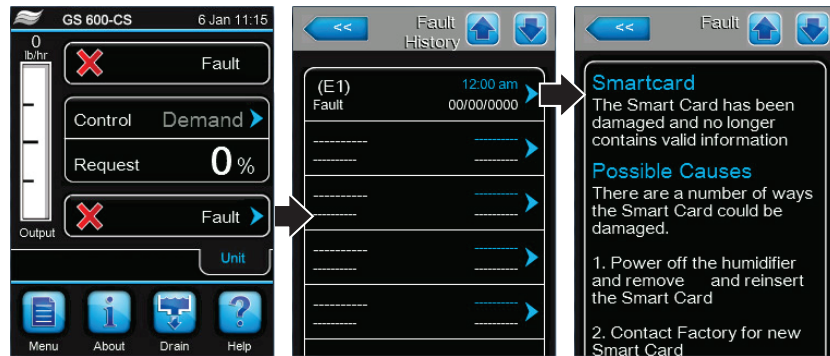 GS 600-CS 6 Jan 11:15
0
lb/hr
Fault
Control Demand
Request 0 %
Fault
Output
Unit
Menu About Drain Help
<< Fault
History
(E1) 12:00 am
Fault 00/00/0000
---------- ----------
---------- ----------
---------- ----------
---------- ----------
---------- ----------
---------- ----------
---------- ----------
---------- ----------
<< Fault
Smartcard
The Smart Card has been
damaged and no longer
contains valid information
Possible Causes
There are a number of ways
the Smart Card could be
damaged.
1. Power off the humidifier
and remove and reinsert
the Smart Card
2. Contact Factory for new
Smart Card